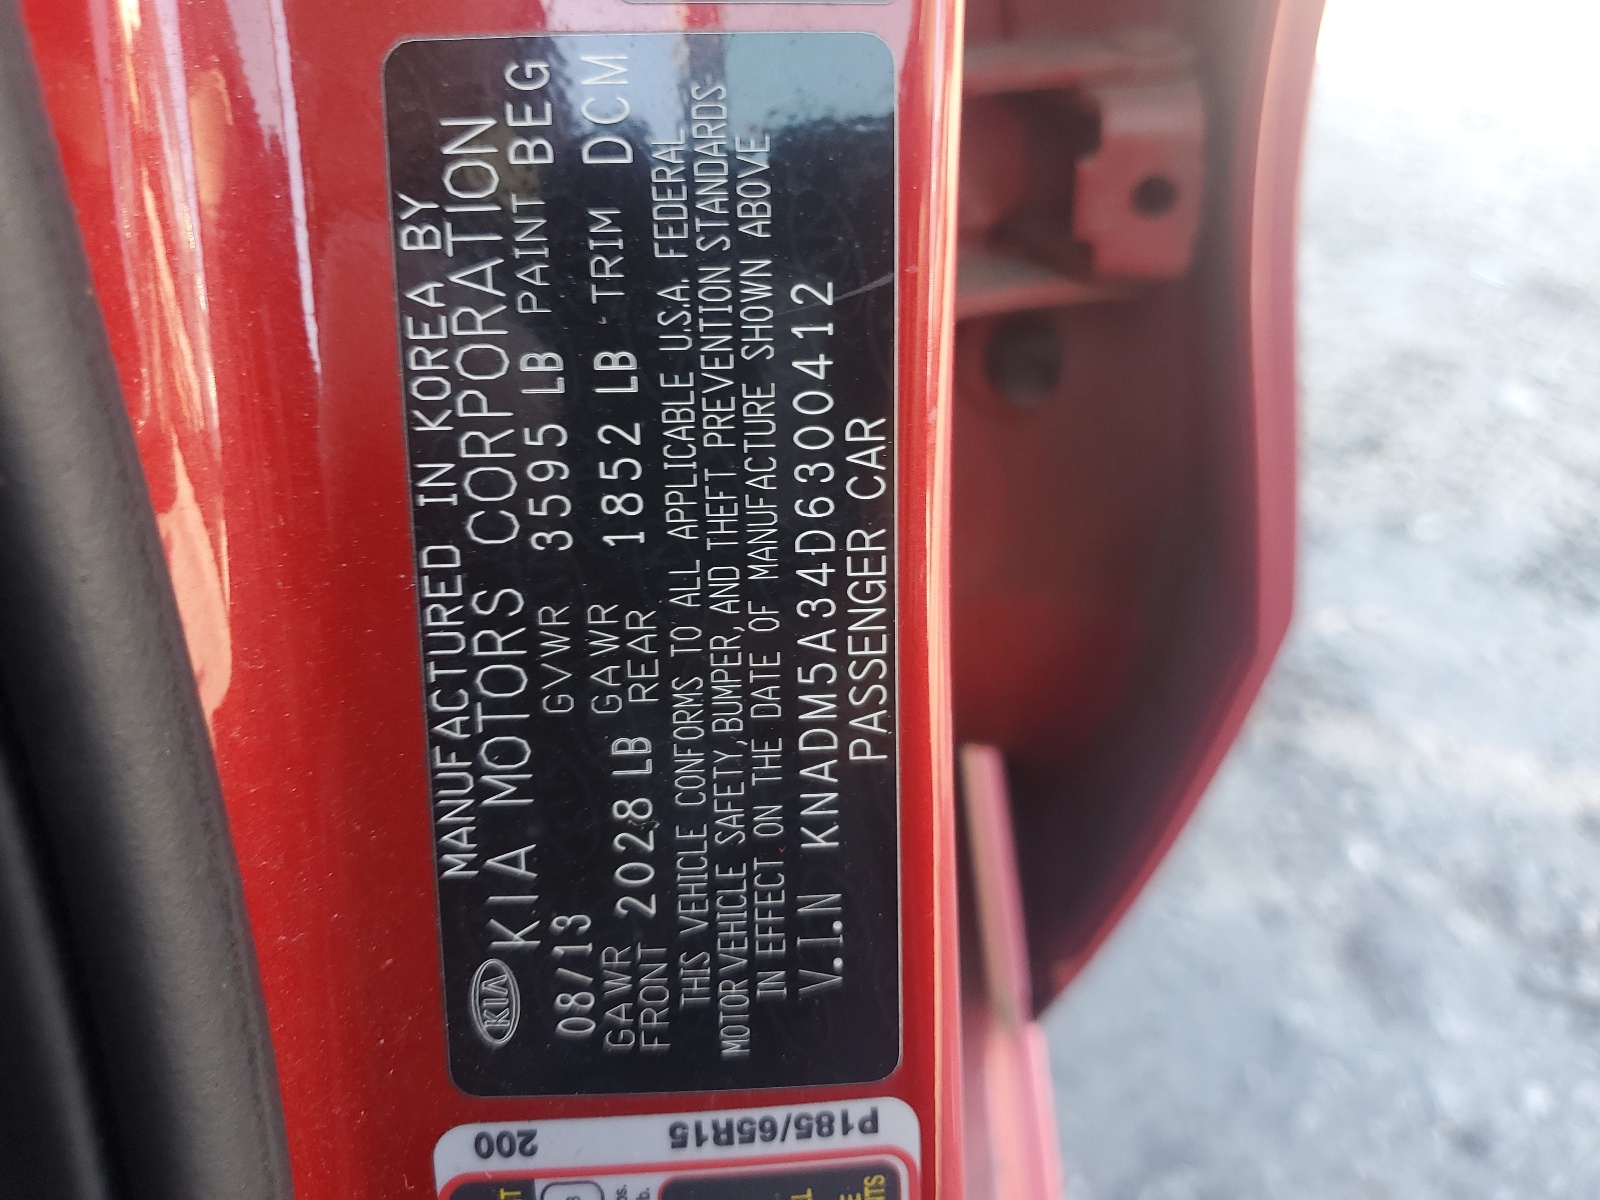 MANUFACTURED IN KOREA BY
KIA KIA MOTORS CORPORATION
08/13 GVWR 3595 LB PAINT BEG
GAWR FRONT 2028 LB GAWR REAR 1852 LB TRIM DCM
THIS VEHICLE CONFORMS TO ALL APPLICABLE U.S.A. FEDERAL
MOTOR VEHICLE SAFETY, BUMPER, AND THEFT PREVENTION STANDARDS
IN EFFECT ON THE DATE OF MANUFACTURE SHOWN ABOVE
V.I.N KNADM5A34D6300412
PASSENGER CAR
200
P185/65R15